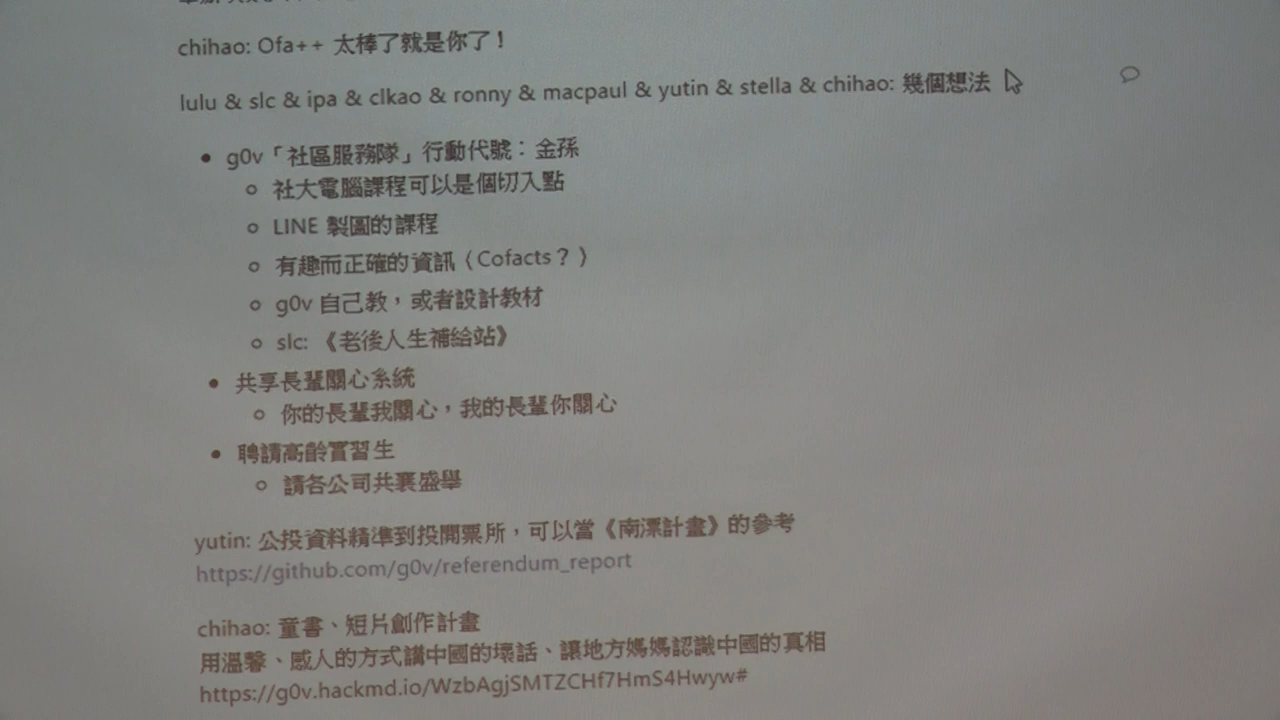 chihao: Ofa++ 太棒了就是你了！
lulu & slc & ipa & clkao & ronny & macpaul & yutin & stella & chihao: 幾個想法
g0v「社區服務隊」行動代號：金孫
社大電腦課程可以是個切入點
LINE 製圖的課程
有趣而正確的資訊（Cofacts？）
g0v 自己教，或者設計教材
slc: 《老後人生補給站》
共享長輩關心系統
你的長輩我關心，我的長輩你關心
聘請高齡實習生
請各公司共襄盛舉
yutin: 公投資料精準到投開票所，可以當《南漂計畫》的參考
https://github.com/g0v/referendum_report
chihao: 童書、短片創作計畫
用溫馨、感人的方式講中國的壞話、讓地方媽媽認識中國的真相
https://g0v.hackmd.io/WzbAgjSMTZCHf7HmS4Hwyw#